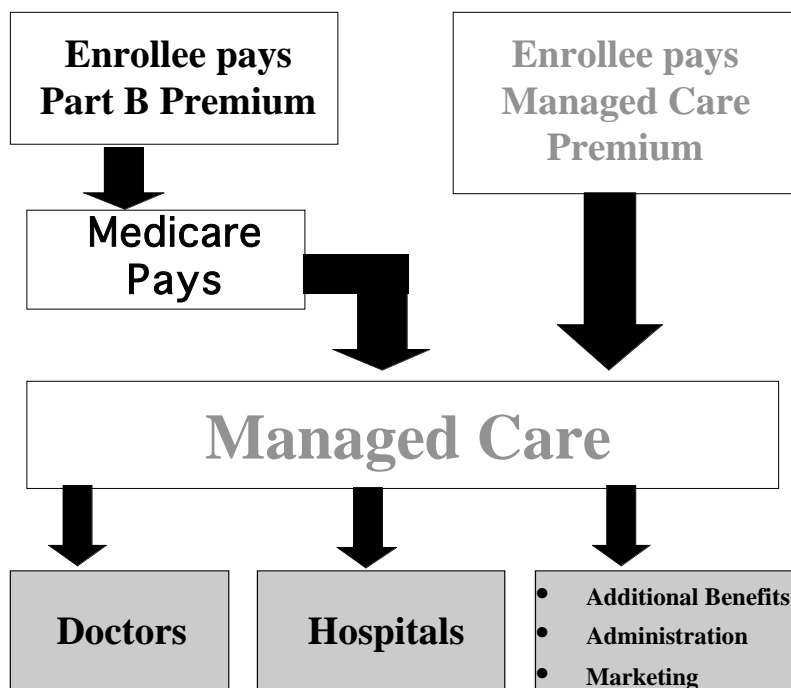 Enrollee pays
Part B Premium
Enrollee pays
Managed Care
Premium
Medicare
Pays
Managed Care
Doctors
Hospitals
• Additional Benefits
• Administration
• Marketing